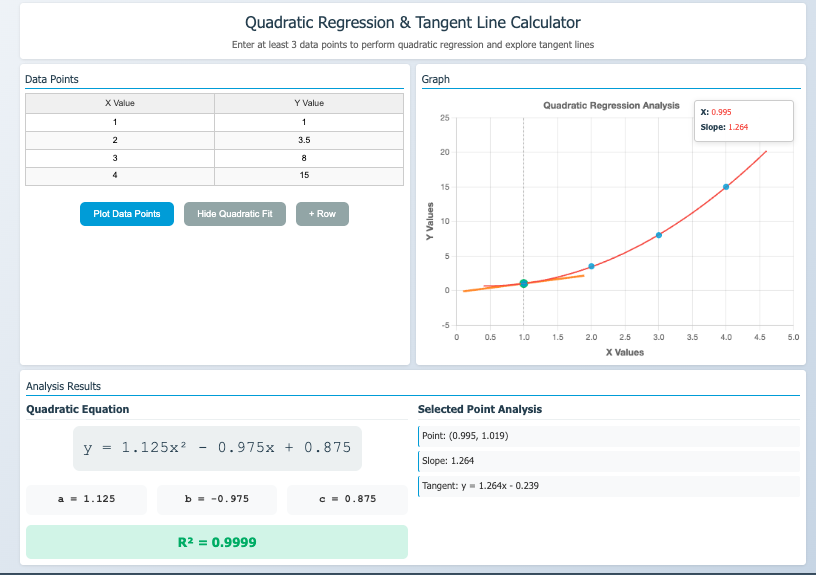 Quadratic Regression & Tangent Line Calculator
Enter at least 3 data points to perform quadratic regression and explore tangent lines
Data Points
X Value Y Value
1 1
2 3.5
3 8
4 15
Plot Data Points Hide Quadratic Fit + Row
Graph
Quadratic Regression Analysis
X: 0.995
Slope: 1.264
Y Values
25
20
15
10
5
0
-5
0 0.5 1.0 1.5 2.0 2.5 3.0 3.5 4.0 4.5 5.0
X Values
Analysis Results
Quadratic Equation
y = 1.125x² - 0.975x + 0.875
a = 1.125 b = -0.975 c = 0.875
R² = 0.9999
Selected Point Analysis
Point: (0.995, 1.019)
Slope: 1.264
Tangent: y = 1.264x - 0.239